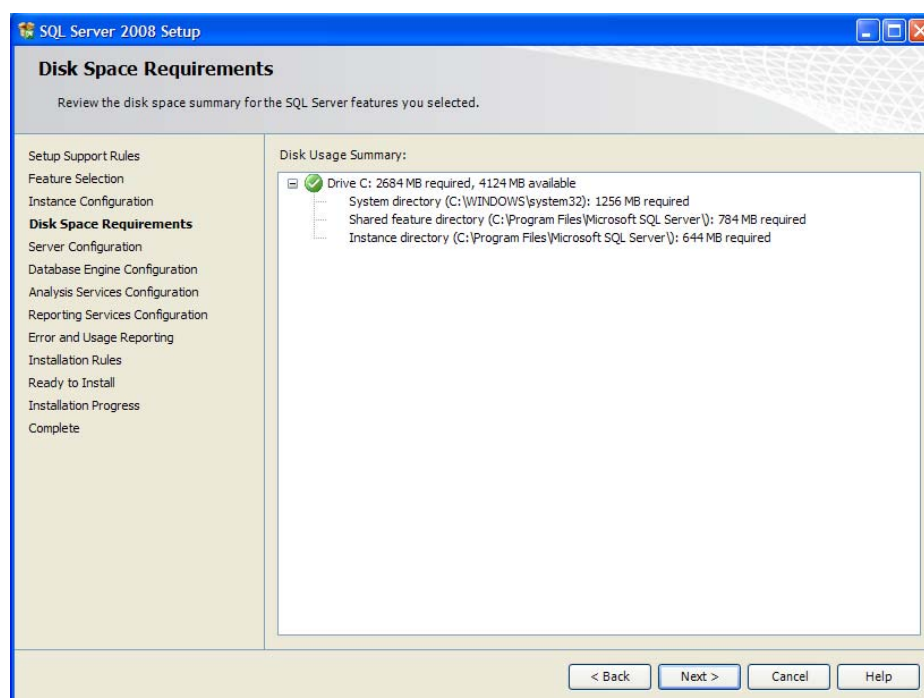 SQL Server 2008 Setup
Disk Space Requirements
Review the disk space summary for the SQL Server features you selected.
Setup Support Rules
Feature Selection
Instance Configuration
Disk Space Requirements
Server Configuration
Database Engine Configuration
Analysis Services Configuration
Reporting Services Configuration
Error and Usage Reporting
Installation Rules
Ready to Install
Installation Progress
Complete
Disk Usage Summary:
Drive C: 2684 MB required, 4124 MB available
System directory (C:\WINDOWS\system32): 1256 MB required
Shared feature directory (C:\Program Files\Microsoft SQL Server\): 784 MB required
Instance directory (C:\Program Files\Microsoft SQL Server\): 644 MB required
< Back
Next >
Cancel
Help